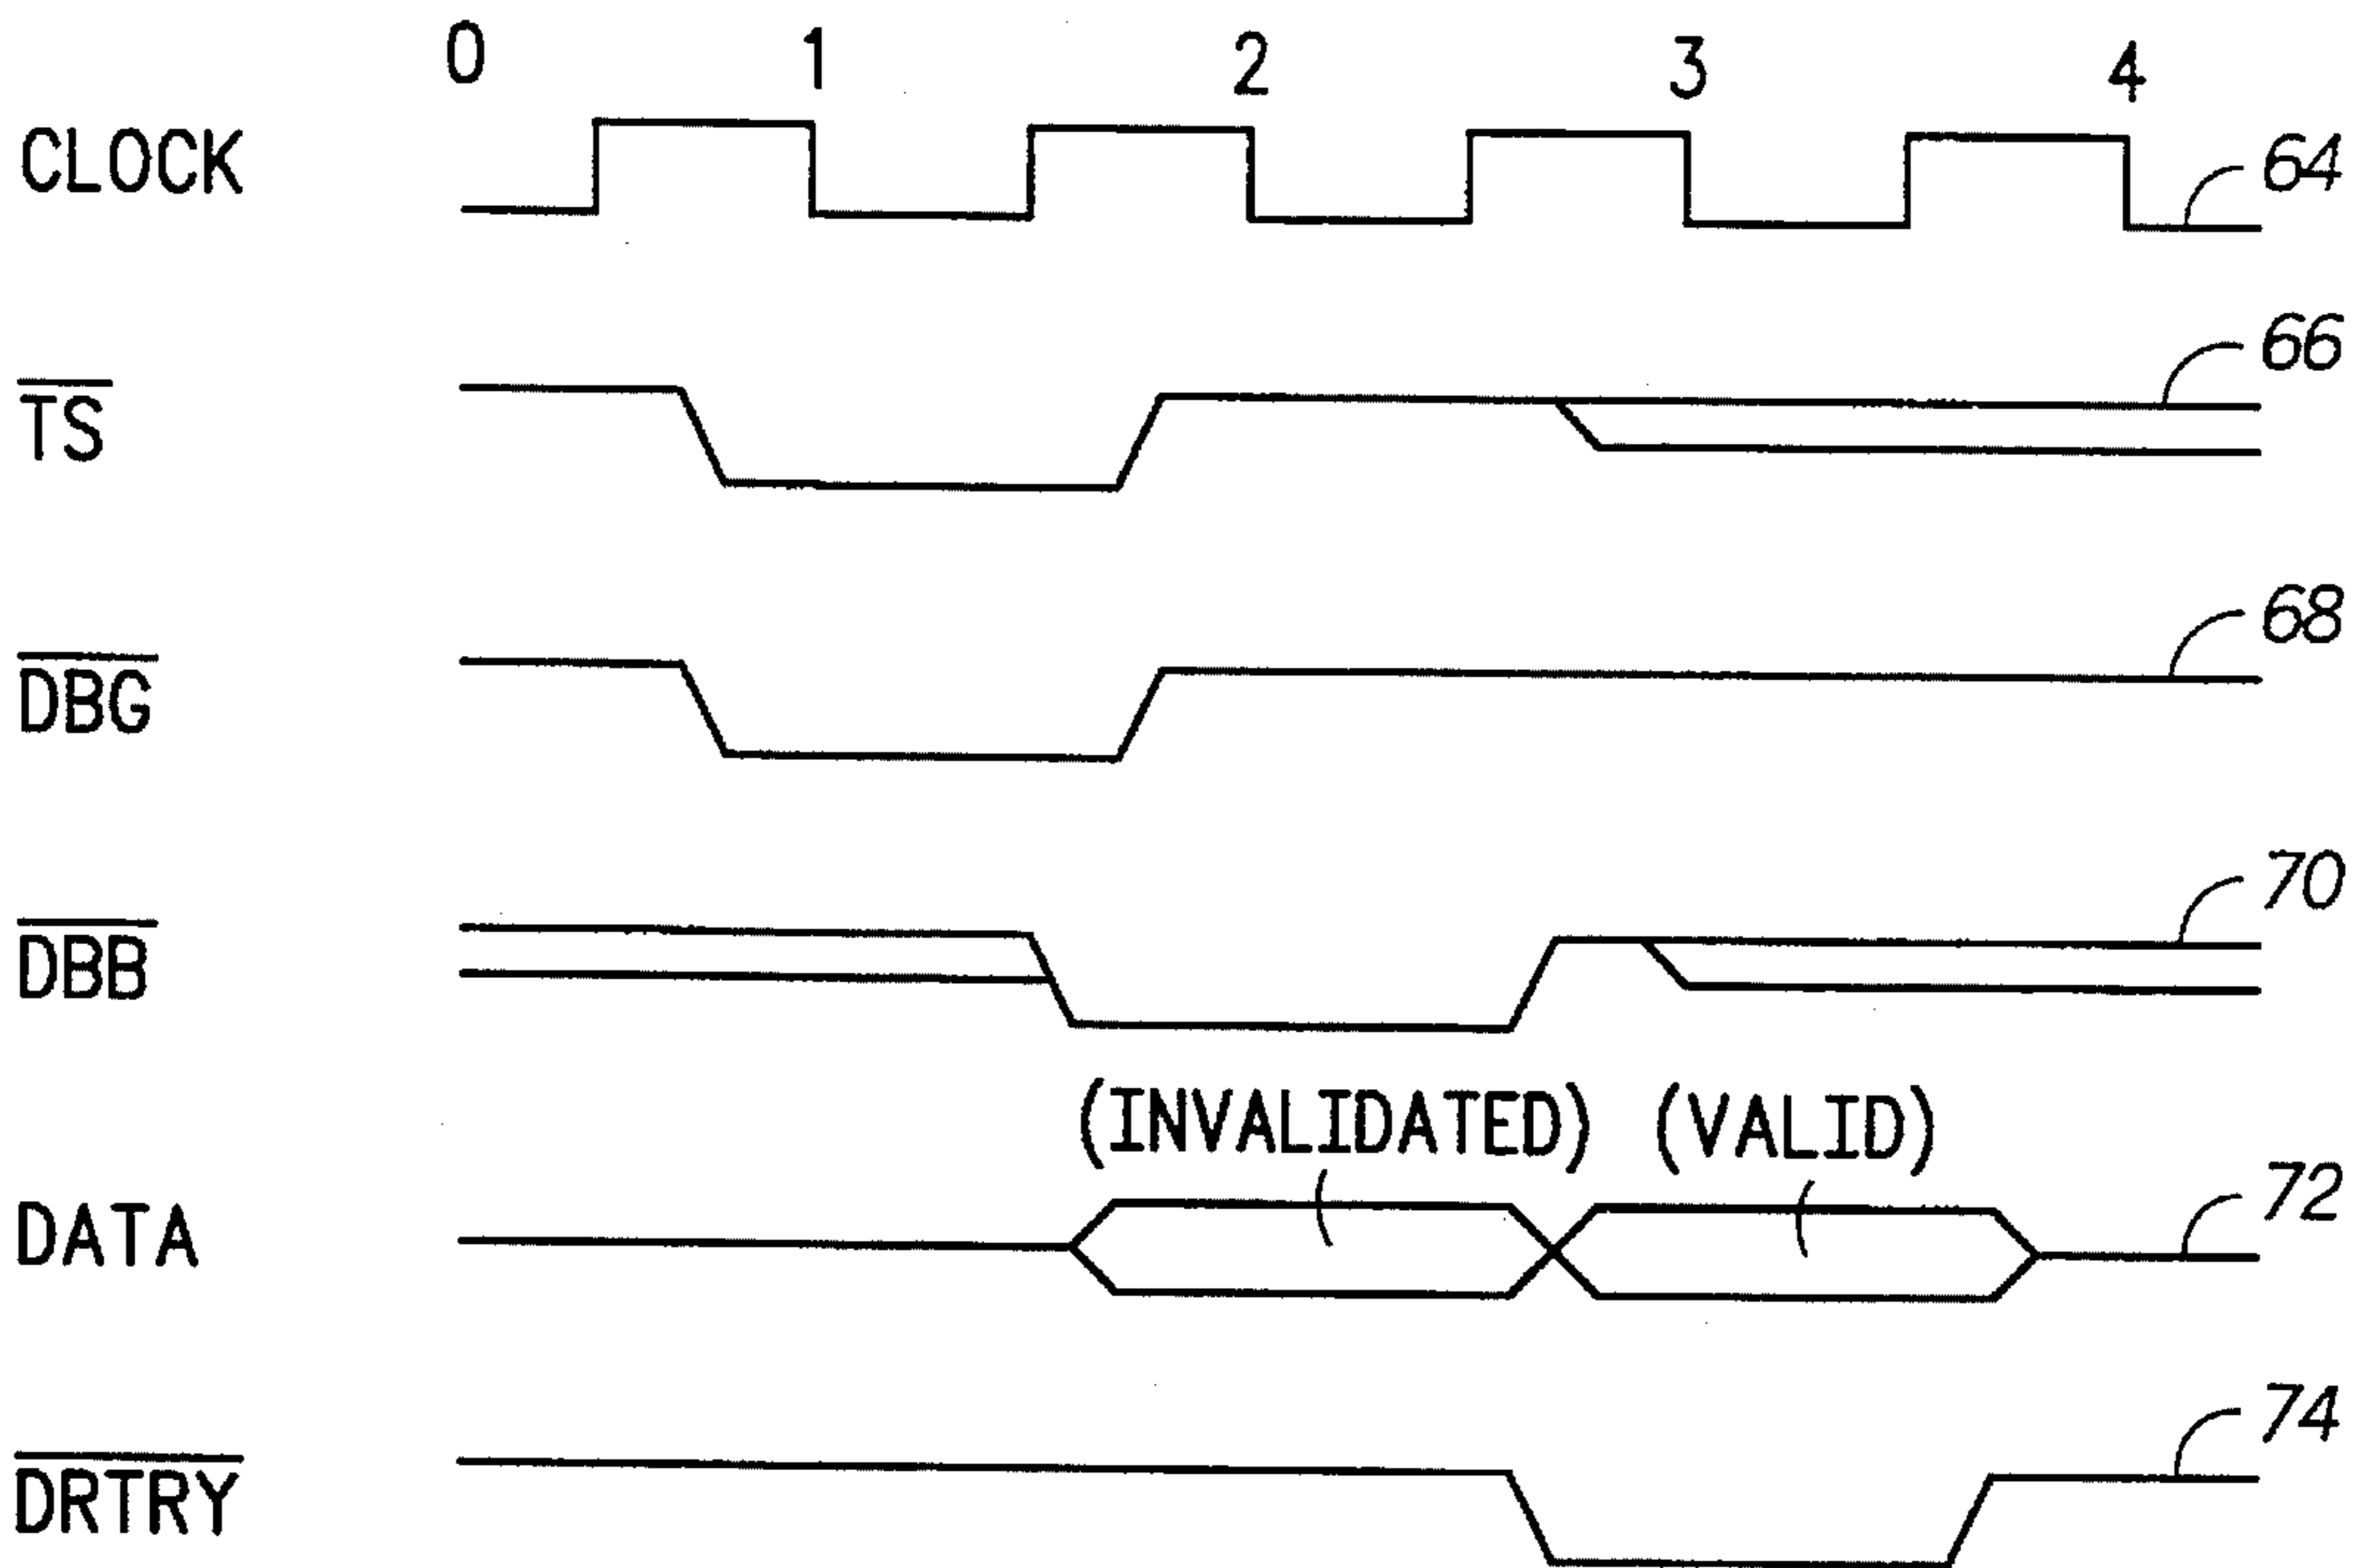 0 1 2 3 4
CLOCK 64
TS 66
DBG 68
DBB 70
(INVALIDATED) (VALID)
DATA 72
DRTRY 74